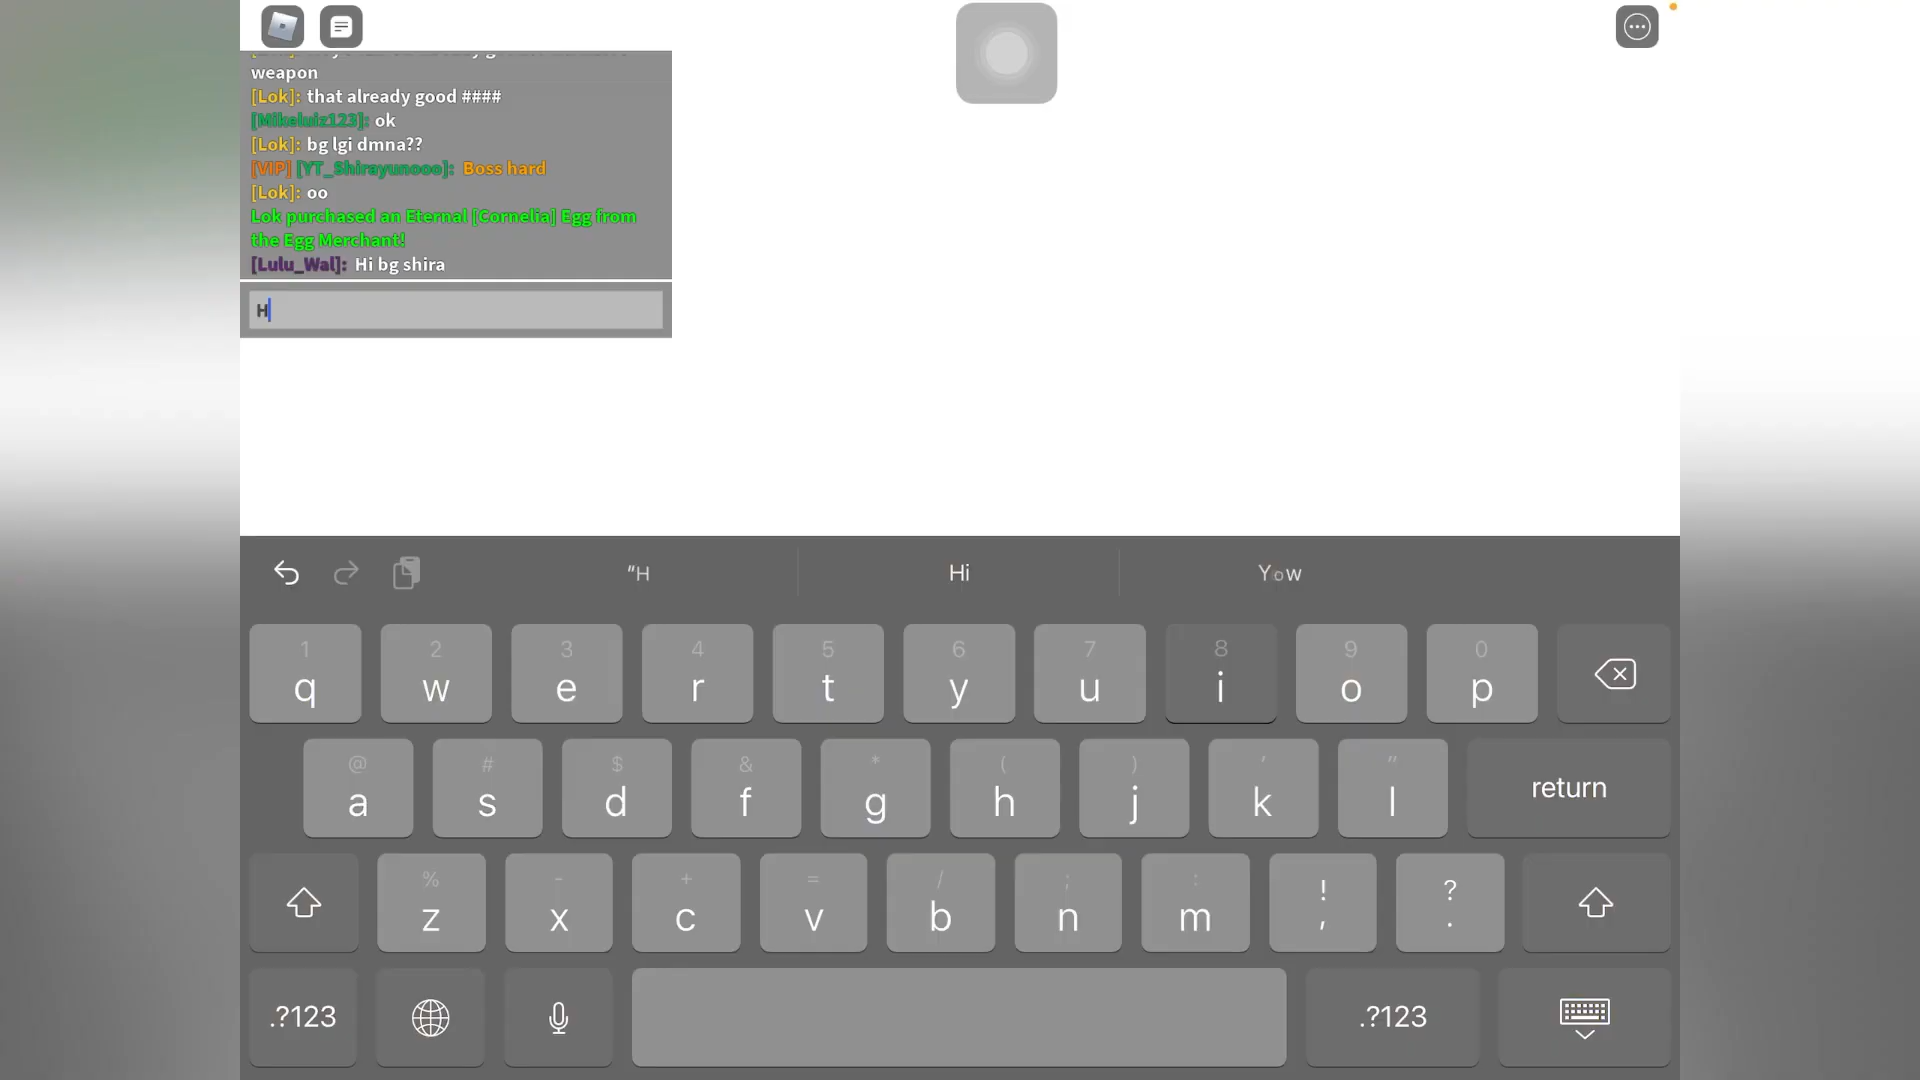 weapon
[Lok]: that already good ####
[Mikeluiz123]: ok
[Lok]: bg lgi dmna??
[VIP] [YT_Shirayunooo]: Boss hard
[Lok]: oo
Lok purchased an Eternal [Cornelia] Egg from
the Egg Merchant!
[Lulu_Wal]: Hi bg shira
H
"H Hi
1 2 3 4 5 6 7 8 9 0
q w e r t y u i o p
@ # $ & * ( ) ' "
a s d f g h j k l return
% - + = / ; : ! ?
z x c v b n m , .
.?123 .?123